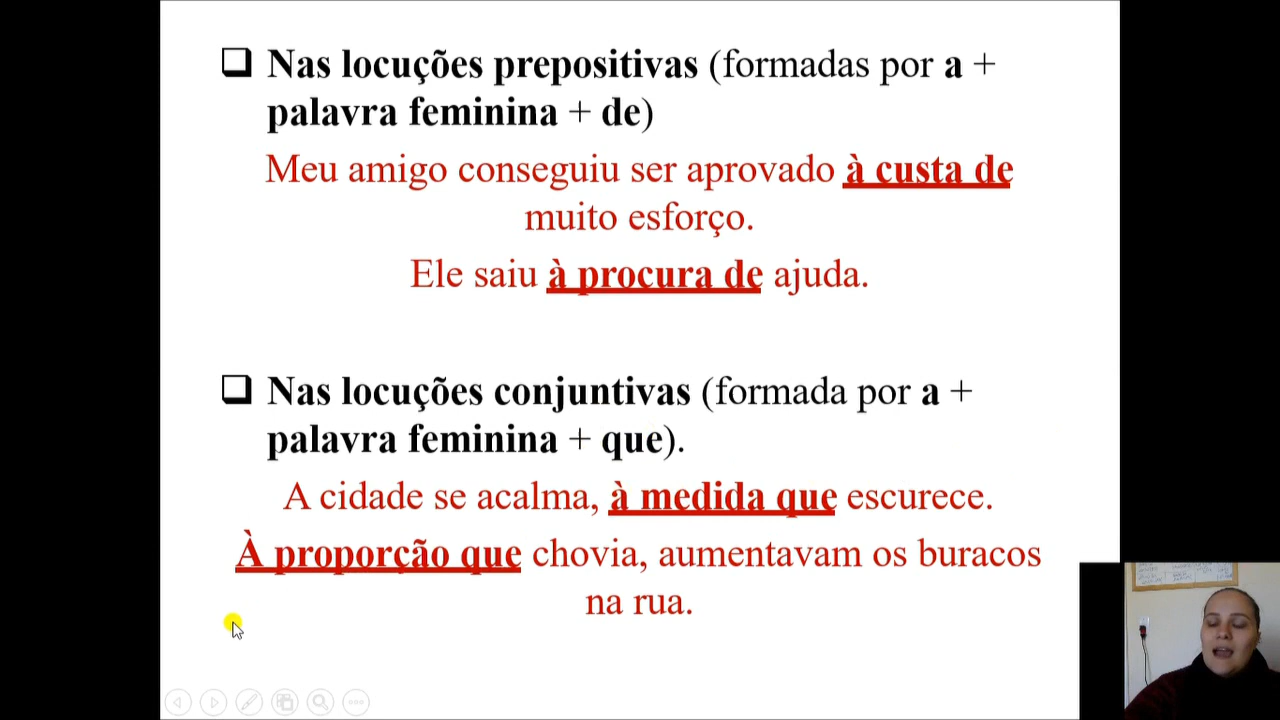 Nas locuções prepositivas (formadas por a +
palavra feminina + de)
Meu amigo conseguiu ser aprovado à custa de
muito esforço.
Ele saiu à procura de ajuda.
Nas locuções conjuntivas (formada por a +
palavra feminina + que).
A cidade se acalma, à medida que escurece.
À proporção que chovia, aumentavam os buracos
na rua.